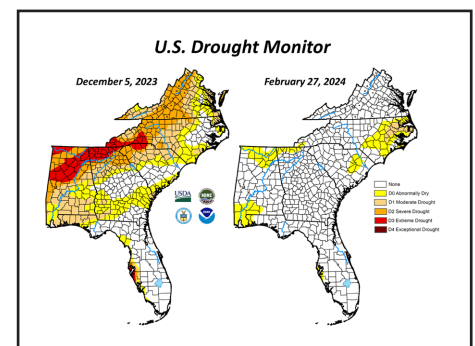 U.S. Drought Monitor
December 5, 2023
February 27, 2024
None
D0 Abnormally Dry
D1 Moderate Drought
D2 Severe Drought
D3 Extreme Drought
D4 Exceptional Drought
USDA